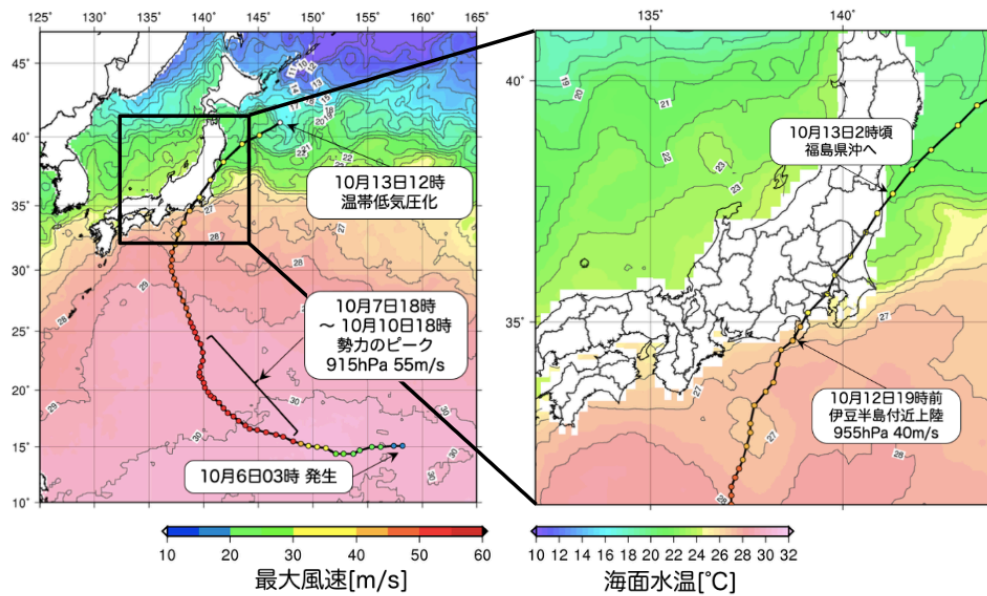 125° 130° 135° 140° 145° 150° 155° 160° 165°
45°
40°
35°
30°
25°
20°
15°
10°
10月13日12時
温帯低気圧化
10月7日18時
～ 10月10日18時
勢力のピーク
915hPa 55m/s
10月6日03時 発生
135° 140°
40°
35°
10月13日2時頃
福島県沖へ
10月12日19時前
伊豆半島付近上陸
955hPa 40m/s
10 20 30 40 50 60
最大風速[m/s]
10 12 14 16 18 20 22 24 26 28 30 32
海面水温[℃]